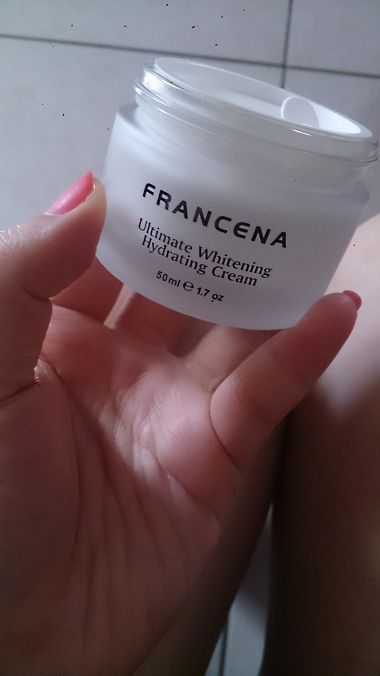 FRANCENA
Ultimate Whitening
Hydrating Cream
50ml ℮ 1.7 oz